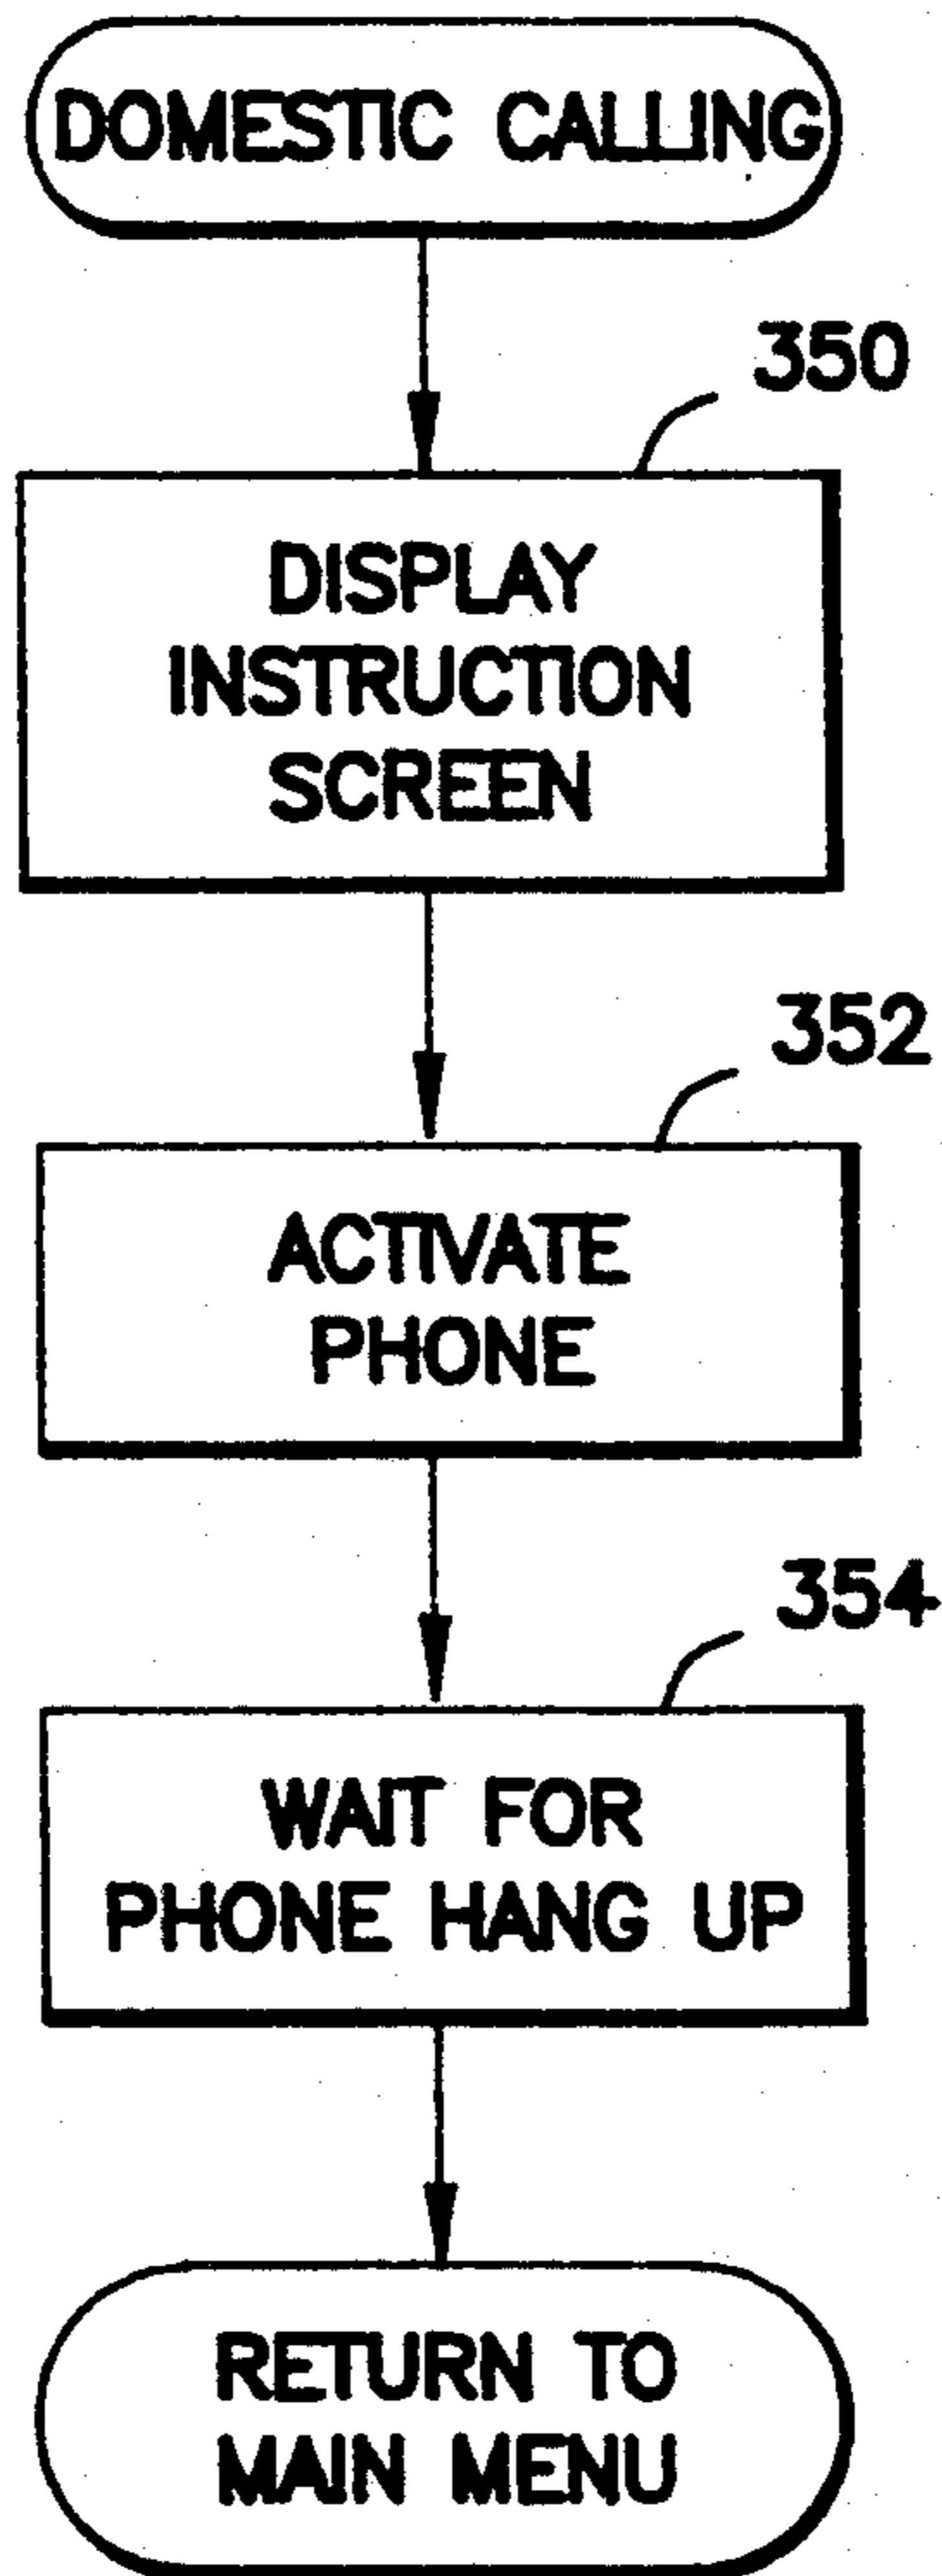 DOMESTIC CALLING
350
DISPLAY
INSTRUCTION
SCREEN
352
ACTIVATE
PHONE
354
WAIT FOR
PHONE HANG UP
RETURN TO
MAIN MENU